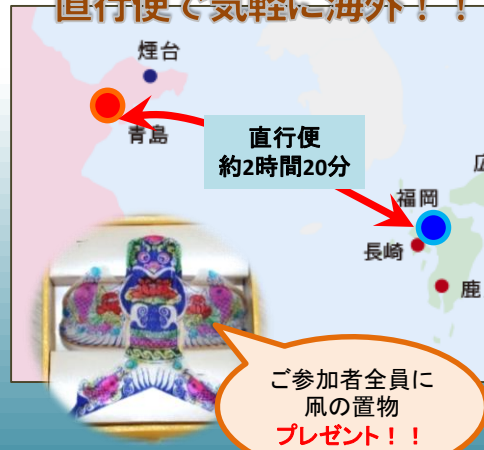 直行便で気軽に海外！！
煙台
青島
直行便
約2時間20分
広
福岡
長崎
鹿
ご参加者全員に
凧の置物
プレゼント！！